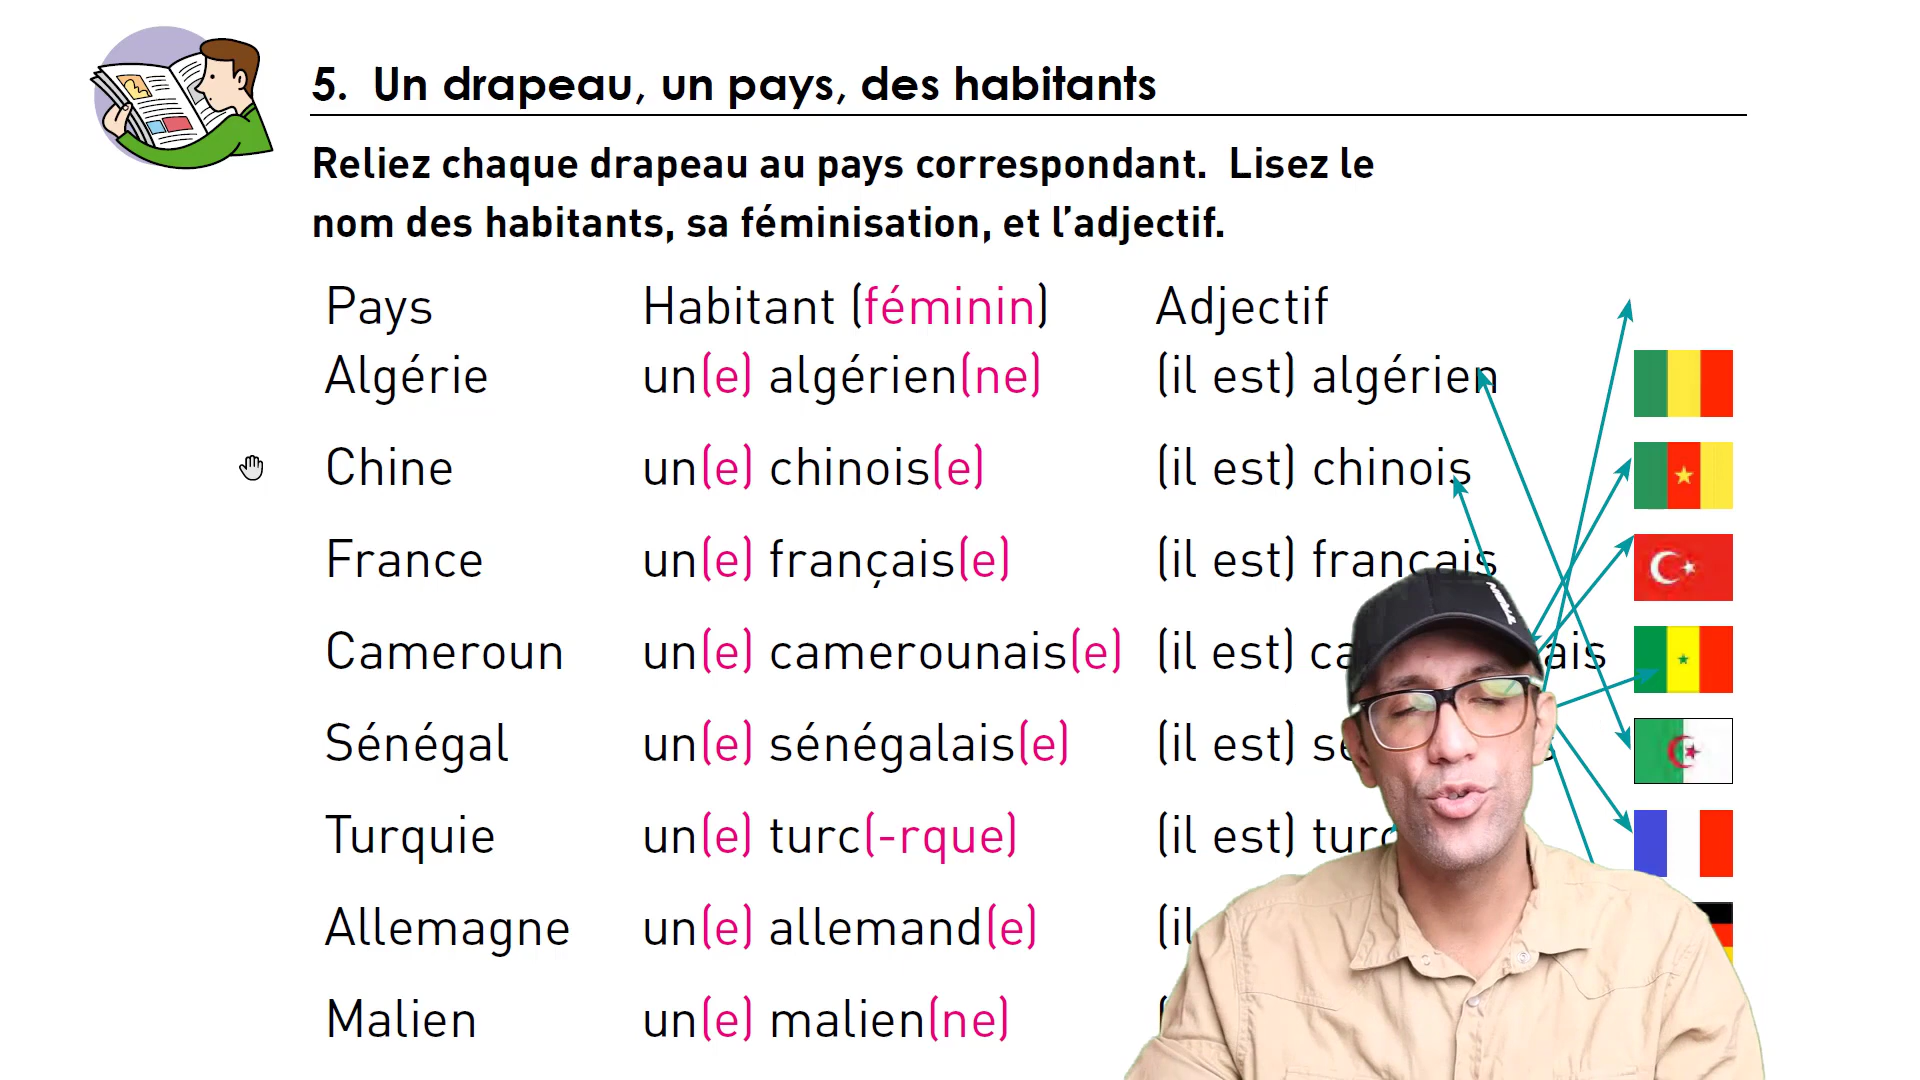 5. Un drapeau, un pays, des habitants
Reliez chaque drapeau au pays correspondant. Lisez le
nom des habitants, sa féminisation, et l'adjectif.
Pays Habitant (féminin) Adjectif
Algérie un(e) algérien(ne) (il est) algérien
Chine un(e) chinois(e) (il est) chinois
France un(e) français(e) (il est) français
Cameroun un(e) camerounais(e) (il est)
Sénégal un(e) sénégalais(e) (il est)
Turquie un(e) turc(-rque) (il est) turc
Allemagne un(e) allemand(e) (il
Malien un(e) malien(ne)